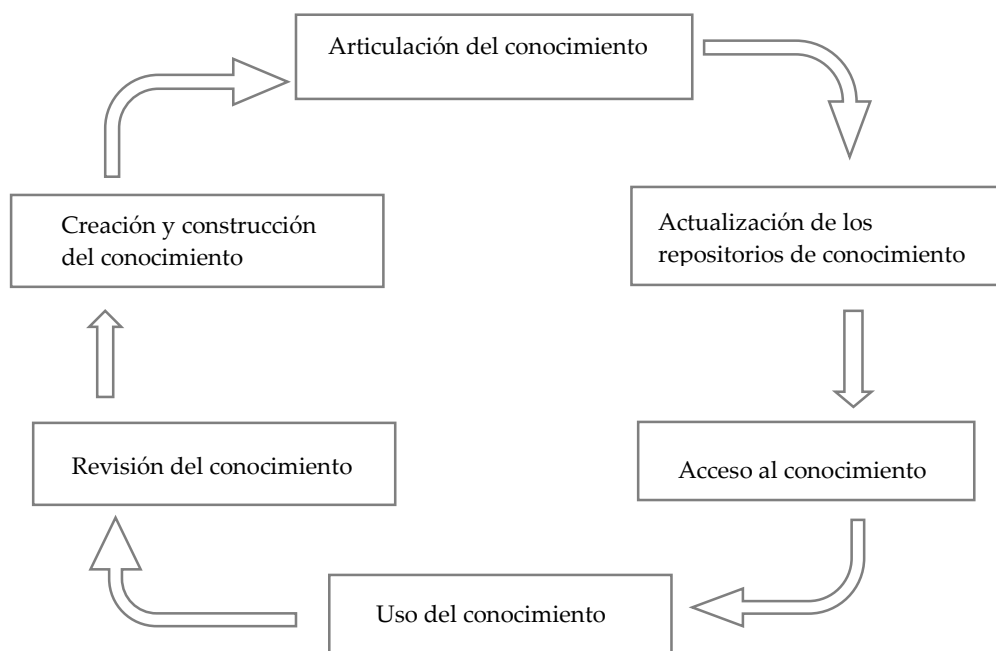 Articulación del conocimiento
Creación y construcción
del conocimiento
Actualización de los
repositorios de conocimiento
Revisión del conocimiento
Acceso al conocimiento
Uso del conocimiento